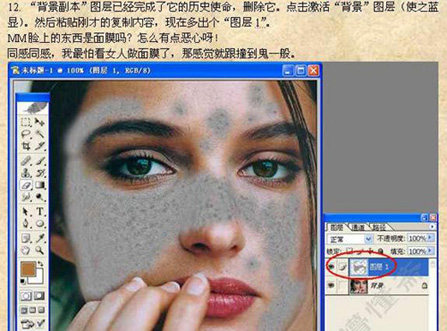 12. “背景副本”图层已经完成了它的历史使命，删除它。点击激活“背景”图层（使之蓝
显）。然后粘贴刚才的复制内容，现在多出个“图层1”。
MM脸上的东西是面膜吗？怎么有点恶心呀！
同感同感，我最怕看女人做面膜了，那感觉就跟撞到鬼一般。
未标题-1 @ 100% (图层 1, RGB/8)
图层 通道 路径
正常 不透明度: 100%
锁定: 填充: 100%
图层 1
背景